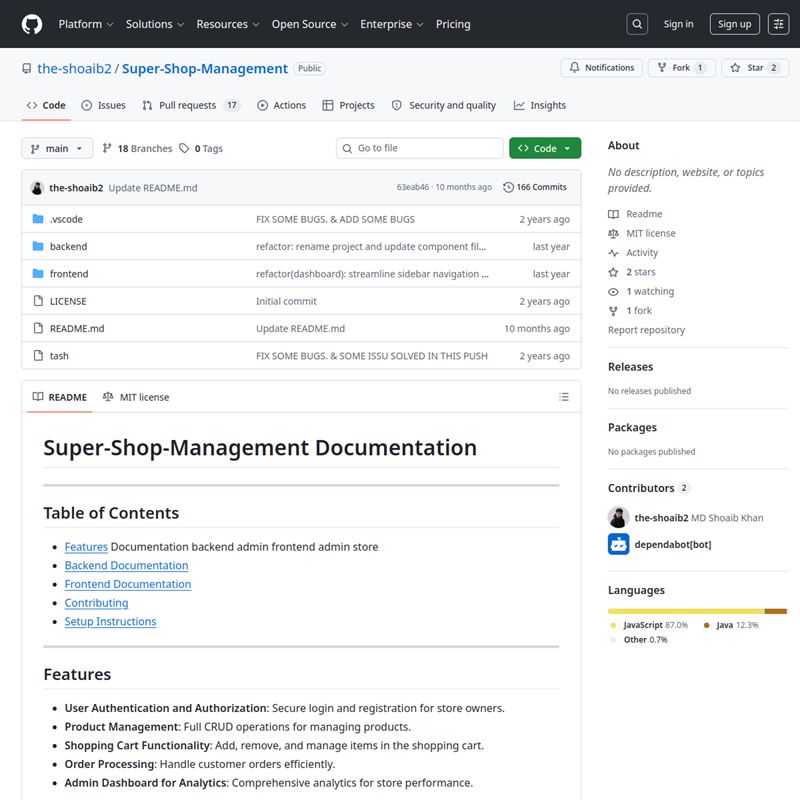 Platform Solutions Resources Open Source Enterprise Pricing Sign in Sign up
the-shoaib2 / Super-Shop-Management Public Notifications Fork 1 Star 2
Code Issues Pull requests 17 Actions Projects Security and quality Insights
main 18 Branches 0 Tags Go to file Code
the-shoaib2 Update README.md 63eab46 · 10 months ago 166 Commits
.vscode FIX SOME BUGS. & ADD SOME BUGS 2 years ago
backend refactor: rename project and update component fil... last year
frontend refactor(dashboard): streamline sidebar navigation ... last year
LICENSE Initial commit 2 years ago
README.md Update README.md 10 months ago
tash FIX SOME BUGS. & SOME ISSU SOLVED IN THIS PUSH 2 years ago
README MIT license
Super-Shop-Management Documentation
Table of Contents
Features Documentation backend admin frontend admin store
Backend Documentation
Frontend Documentation
Contributing
Setup Instructions
Features
User Authentication and Authorization: Secure login and registration for store owners.
Product Management: Full CRUD operations for managing products.
Shopping Cart Functionality: Add, remove, and manage items in the shopping cart.
Order Processing: Handle customer orders efficiently.
Admin Dashboard for Analytics: Comprehensive analytics for store performance.
About
No description, website, or topics
provided.
Readme
MIT license
Activity
2 stars
1 watching
1 fork
Report repository
Releases
No releases published
Packages
No packages published
Contributors 2
the-shoaib2 MD Shoaib Khan
dependabot[bot]
Languages
JavaScript 87.0% Java 12.3%
Other 0.7%